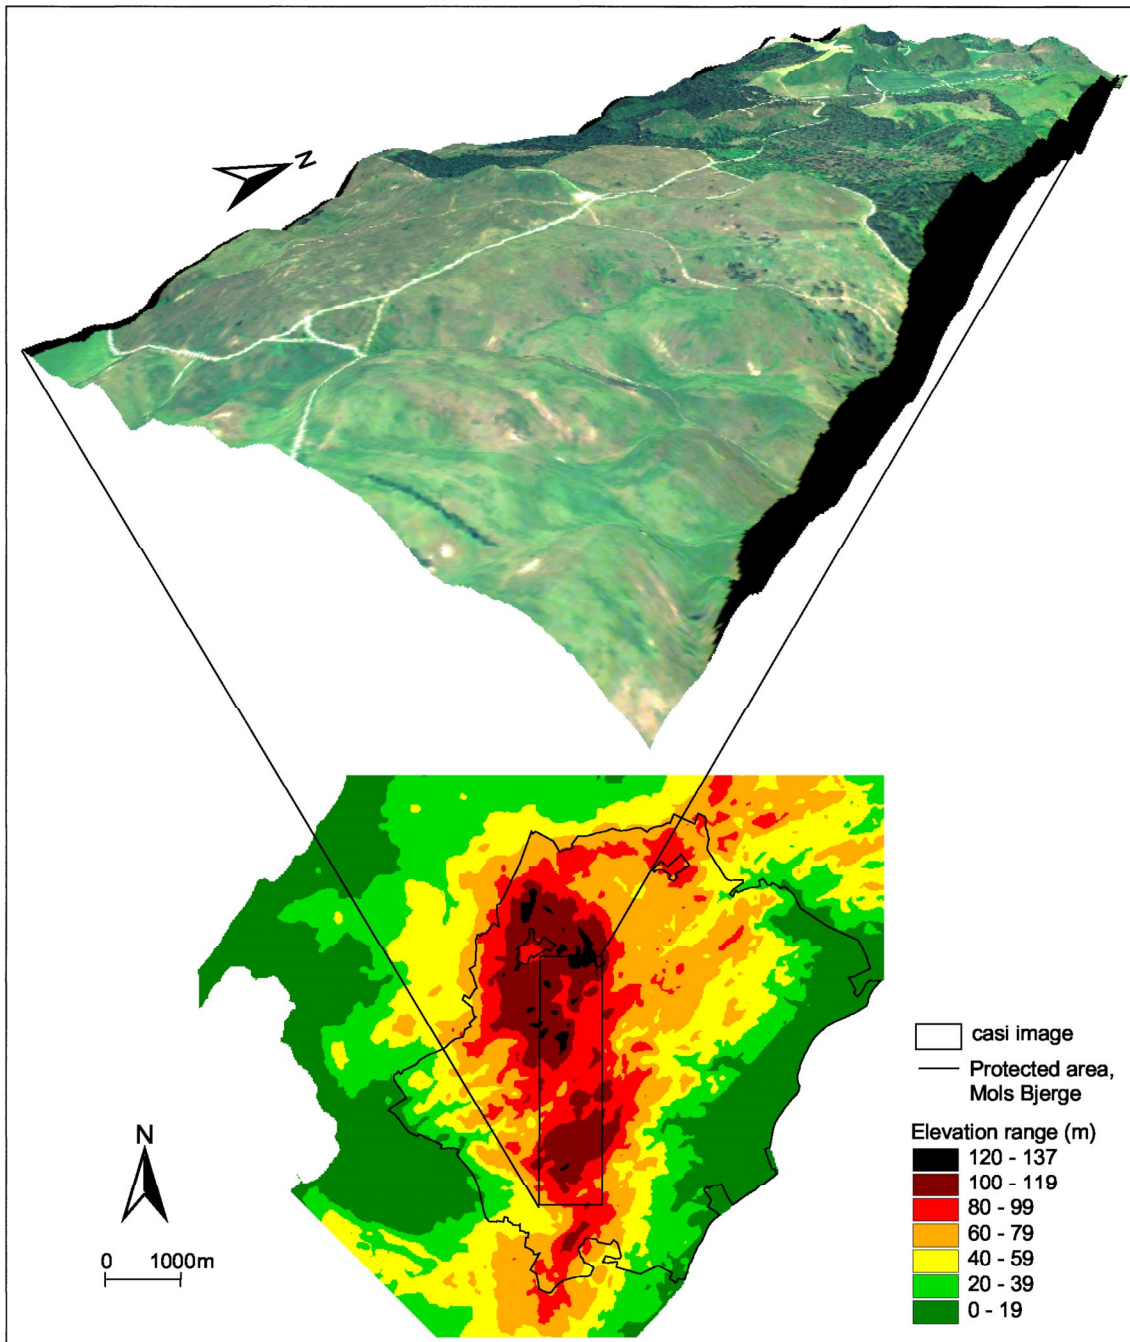 N
casi image
Protected area,
Mols Bjerge
Elevation range (m)
120 - 137
100 - 119
80 - 99
60 - 79
40 - 59
20 - 39
0 - 19
N
0 1000m